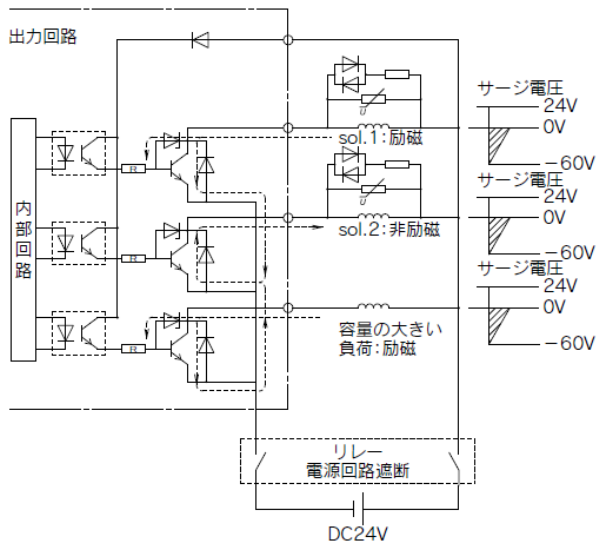 出力回路
サージ電圧
24V
0V
−60V
sol.1:励磁
U
R
サージ電圧
24V
0V
−60V
sol.2:非励磁
U
R
内部回路
サージ電圧
24V
0V
−60V
容量の大きい
負荷:励磁
R
リレー
電源回路遮断
DC24V